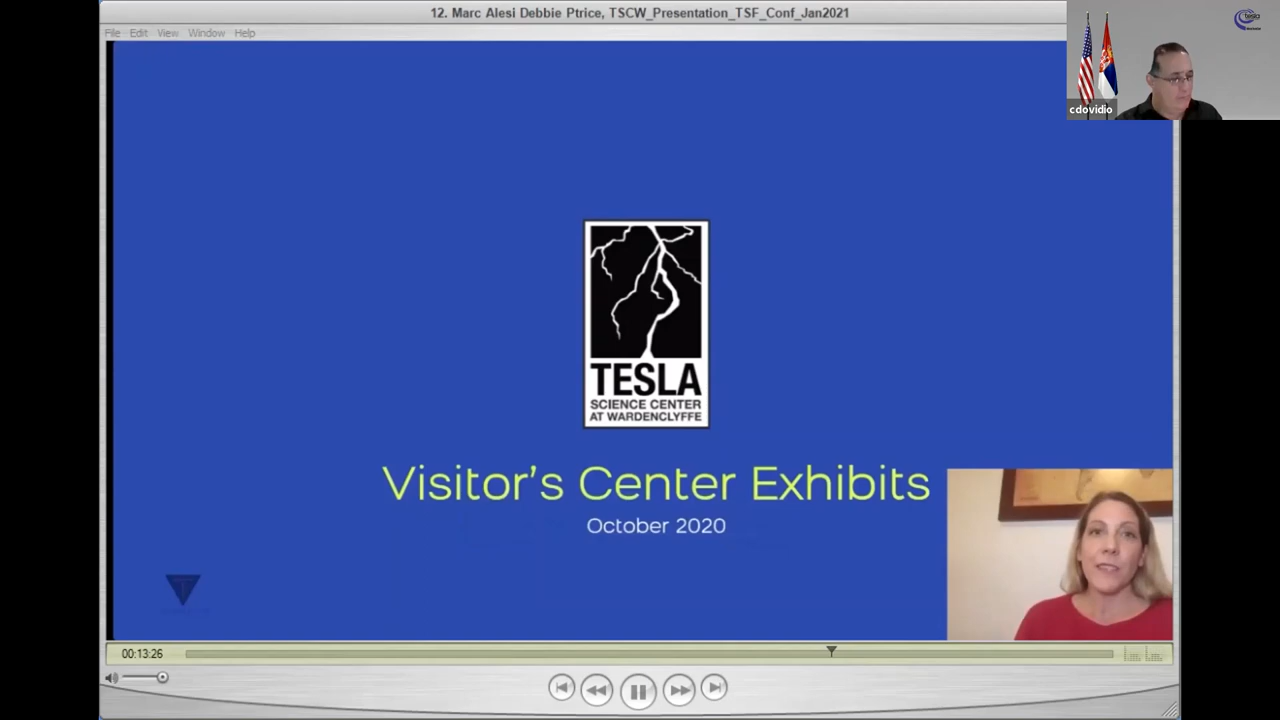 12. Marc Alesi Debbie Ptrice, TSCW_Presentation_TSF_Conf_Jan2021
File Edit View Window Help
cdovidio
TESLA
SCIENCE CENTER
AT WARDENCLYFFE
Visitor's Center Exhibits
October 2020
00:13:26